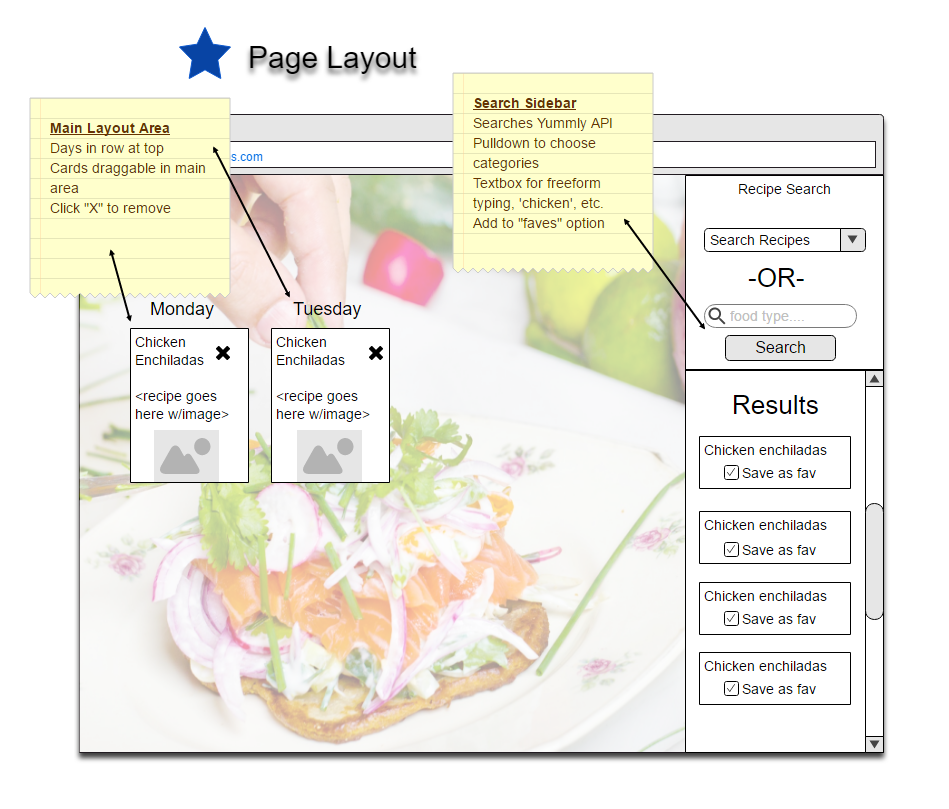 Page Layout
Main Layout Area
Days in row at top
Cards draggable in main
area
Click "X" to remove
Search Sidebar
Searches Yummly API
Pulldown to choose
categories
Textbox for freeform
typing, 'chicken', etc.
Add to "faves" option
s.com
Recipe Search
Search Recipes
-OR-
food type....
Search
Monday
Chicken
Enchiladas
<recipe goes
here w/image>
Tuesday
Chicken
Enchiladas
<recipe goes
here w/image>
Results
Chicken enchiladas
Save as fav
Chicken enchiladas
Save as fav
Chicken enchiladas
Save as fav
Chicken enchiladas
Save as fav